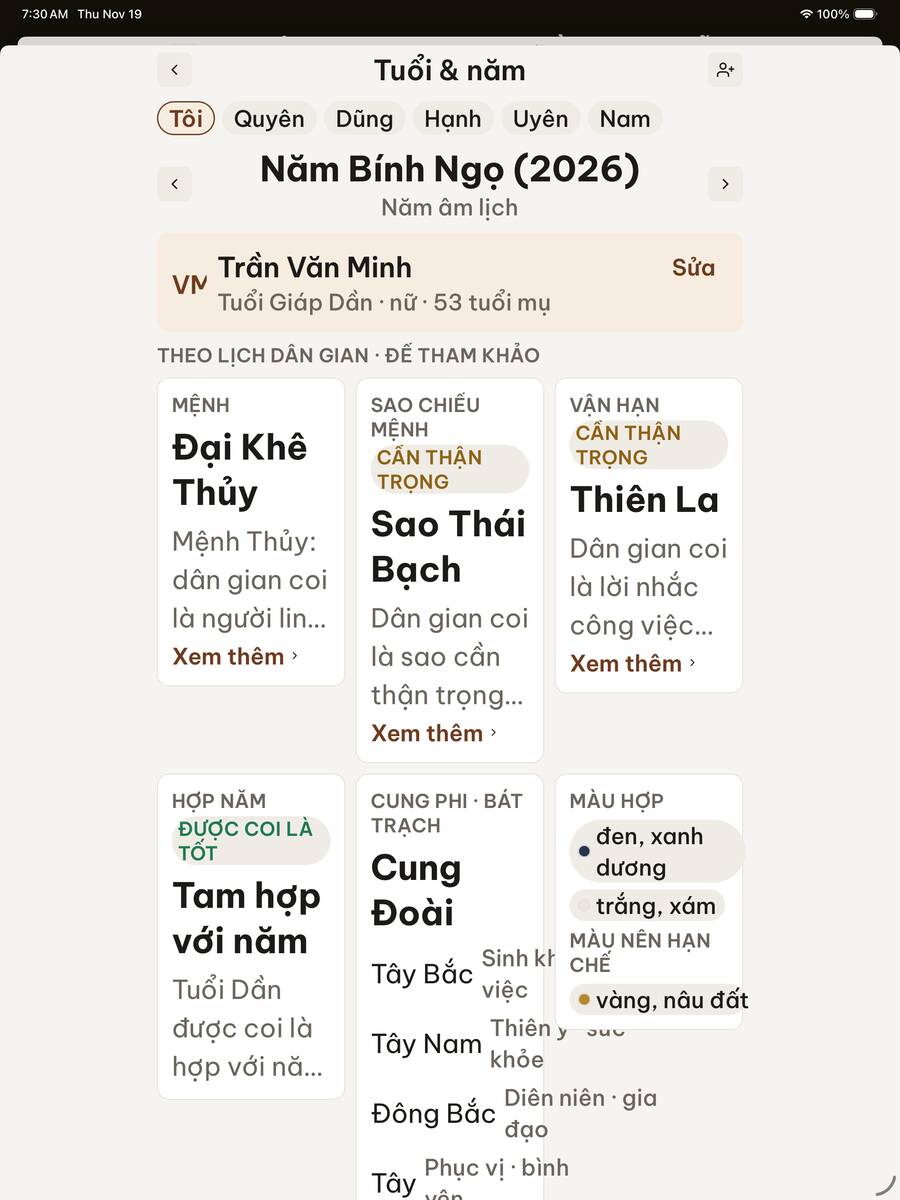 7:30 AM Thu Nov 19
100%
Tuổi & năm
Tôi Quyên Dũng Hạnh Uyên Nam
Năm Bính Ngọ (2026)
Năm âm lịch
VM
Trần Văn Minh
Sửa
Tuổi Giáp Dần · nữ · 53 tuổi mụ
THEO LỊCH DÂN GIAN · ĐỂ THAM KHẢO
MỆNH
Đại Khê
Thủy
Mệnh Thủy:
dân gian coi
là người lin...
Xem thêm ›
SAO CHIẾU
MỆNH
CẦN THẬN
TRỌNG
Sao Thái
Bạch
Dân gian coi
là sao cần
thận trọng...
Xem thêm ›
VẬN HẠN
CẦN THẬN
TRỌNG
Thiên La
Dân gian coi
là lời nhắc
công việc...
Xem thêm ›
HỢP NĂM
ĐƯỢC COI LÀ
TỐT
Tam hợp
với năm
Tuổi Dần
được coi là
hợp với nă...
CUNG PHI · BÁT
TRẠCH
Cung
Đoài
Tây Bắc
Sinh
việc
Tây Nam
Thiên y
khỏe
Đông Bắc
Diên niên · gia
đạo
Tây
Phục vị · bình
yên
MÀU HỢP
đen, xanh
dương
trắng, xám
MÀU NÊN HẠN
CHẾ
vàng, nâu đất